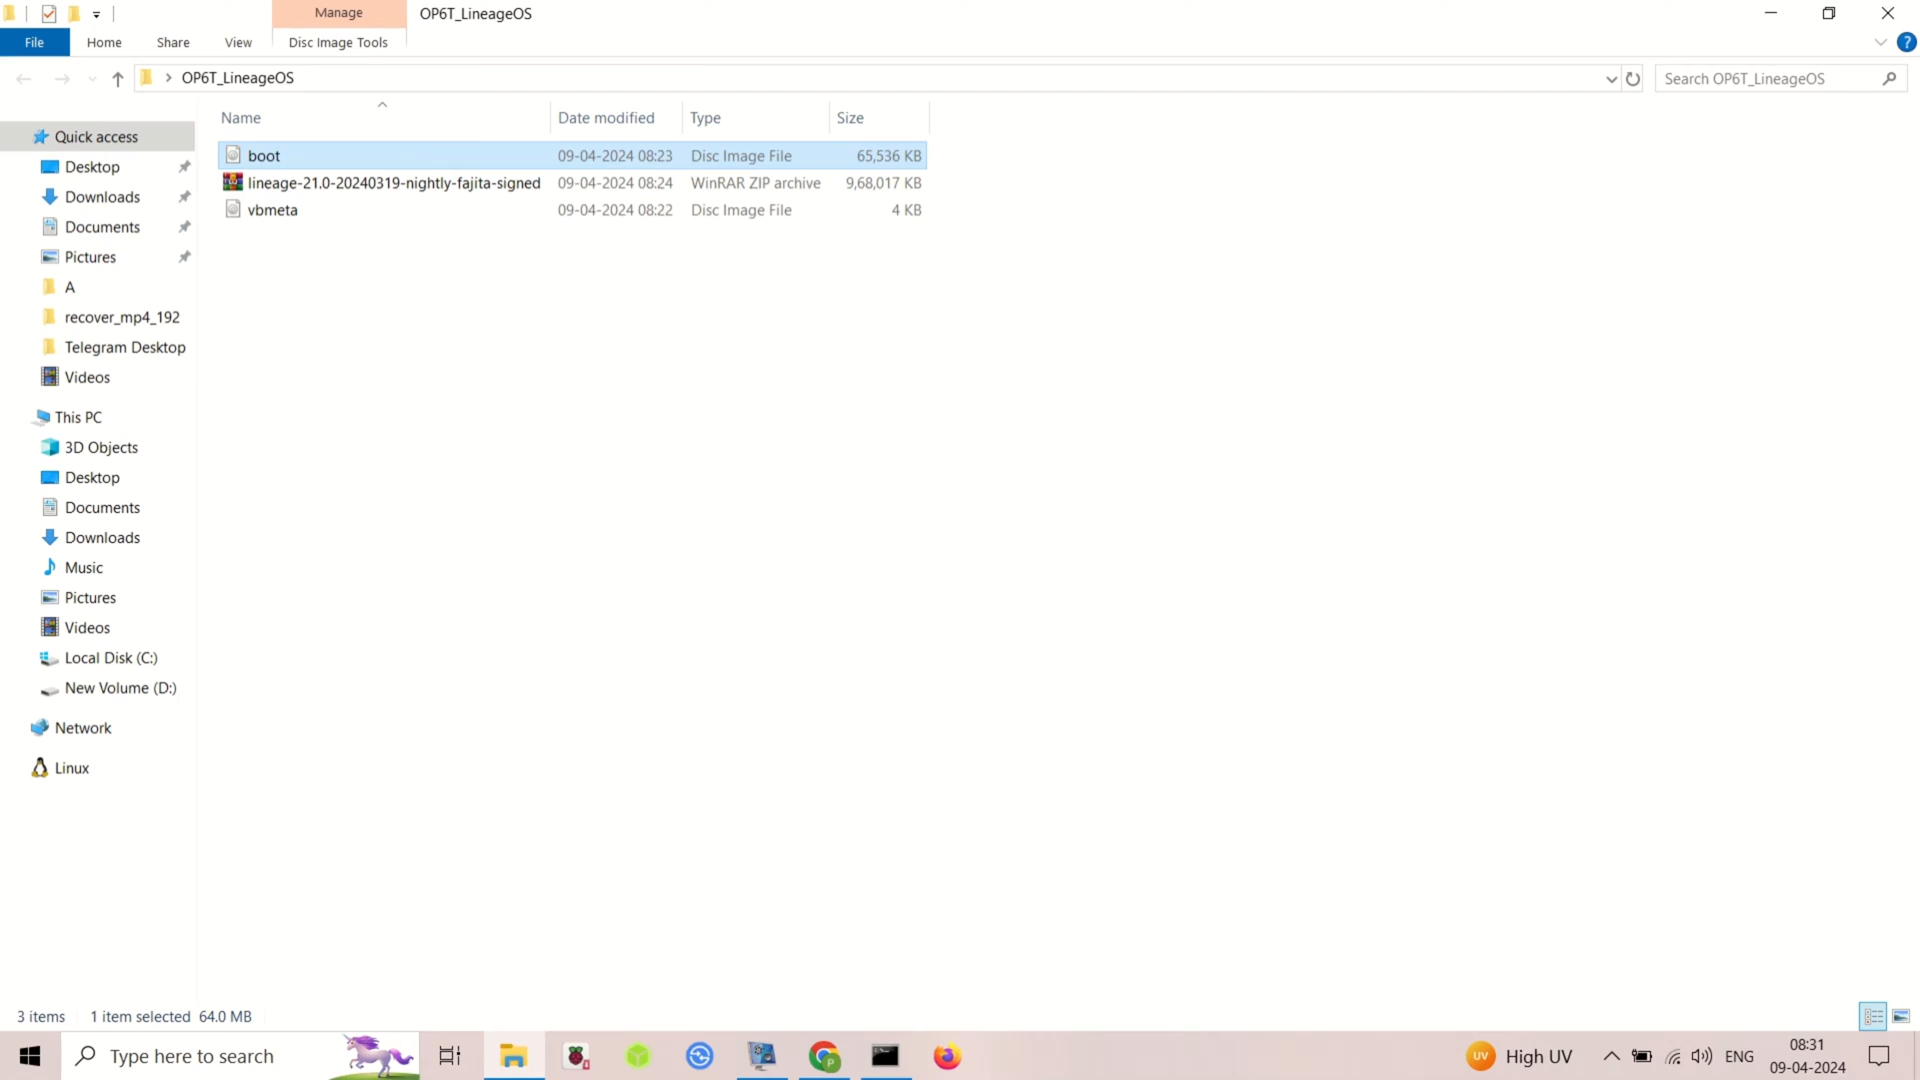 Manage
OP6T_LineageOS
File
Home
Share
View
Disc Image Tools
?
OP6T_LineageOS
Search OP6T_LineageOS
Name
Date modified
Type
Size
boot
09-04-2024 08:23
Disc Image File
65,536 KB
lineage-21.0-20240319-nightly-fajita-signed
09-04-2024 08:24
WinRAR ZIP archive
9,68,017 KB
vbmeta
09-04-2024 08:22
Disc Image File
4 KB
Quick access
Desktop
Downloads
Documents
Pictures
A
recover_mp4_192
Telegram Desktop
Videos
This PC
3D Objects
Desktop
Documents
Downloads
Music
Pictures
Videos
Local Disk (C:)
New Volume (D:)
Network
Linux
3 items
1 item selected 64.0 MB
Type here to search
P
UV
High UV
ENG
08:31
09-04-2024